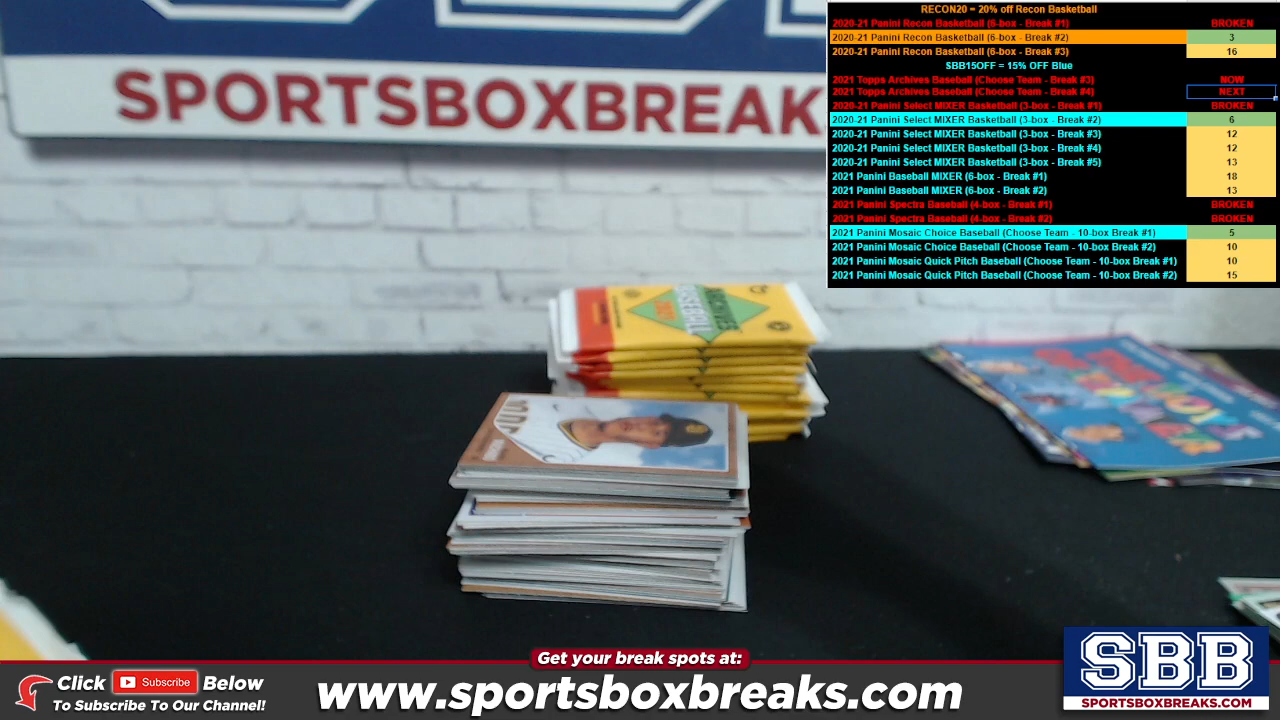 SBB
SPORTSBOXBREAKS
RECON20 = 20% off Recon Basketball
2020-21 Panini Recon Basketball (6-box - Break #1) BROKEN
2020-21 Panini Recon Basketball (6-box - Break #2) 3
2020-21 Panini Recon Basketball (6-box - Break #3) 16
SBB15OFF = 15% OFF Blue
2021 Topps Archives Baseball (Choose Team - Break #3) NOW
2021 Topps Archives Baseball (Choose Team - Break #4) NEXT
2020-21 Panini Select MIXER Basketball (3-box - Break #1) BROKEN
2020-21 Panini Select MIXER Basketball (3-box - Break #2) 6
2020-21 Panini Select MIXER Basketball (3-box - Break #3) 12
2020-21 Panini Select MIXER Basketball (3-box - Break #4) 12
2020-21 Panini Select MIXER Basketball (3-box - Break #5) 13
2021 Panini Baseball MIXER (6-box - Break #1) 18
2021 Panini Baseball MIXER (6-box - Break #2) 13
2021 Panini Spectra Baseball (4-box - Break #1) BROKEN
2021 Panini Spectra Baseball (4-box - Break #2) BROKEN
2021 Panini Mosaic Choice Baseball (Choose Team - 10-box Break #1) 5
2021 Panini Mosaic Choice Baseball (Choose Team - 10-box Break #2) 10
2021 Panini Mosaic Quick Pitch Baseball (Choose Team - 10-box Break #1) 10
2021 Panini Mosaic Quick Pitch Baseball (Choose Team - 10-box Break #2) 15
BASEBALL
ARCHIVES
Get your break spots at:
Click Subscribe Below
To Subscribe To Our Channel!
www.sportsboxbreaks.com
SBB
SPORTSBOXBREAKS.COM